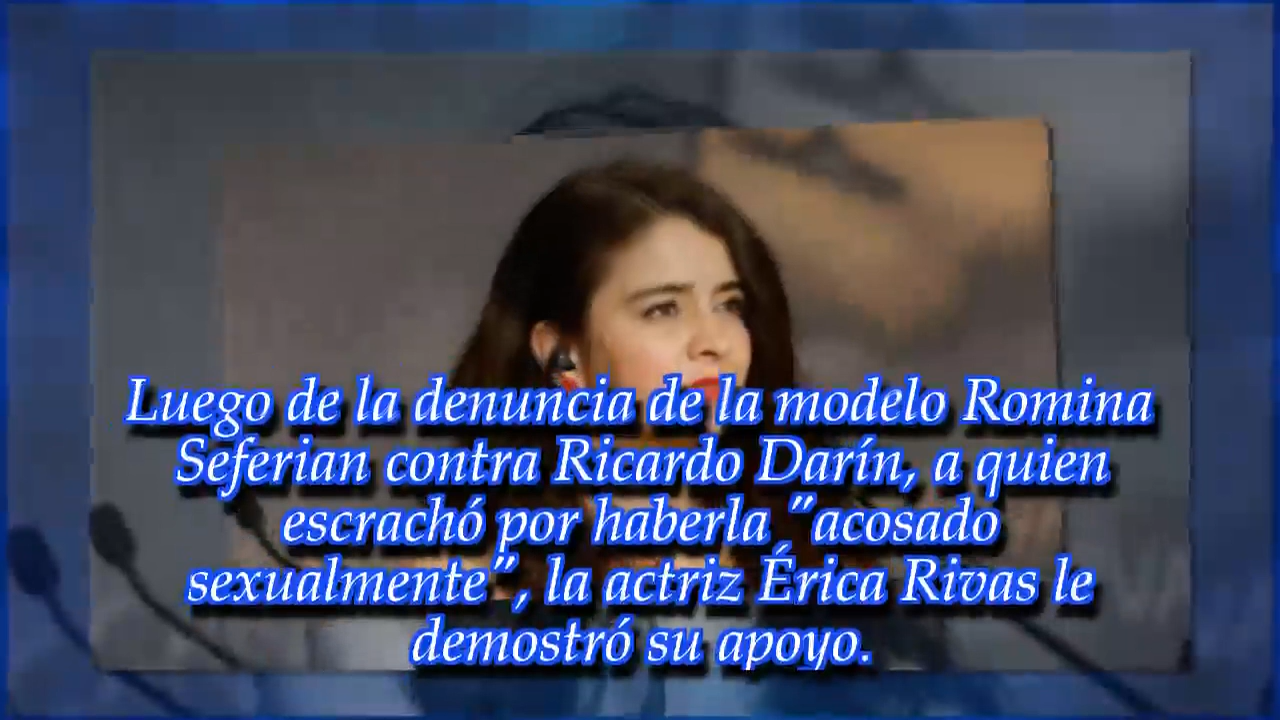 Luego de la denuncia de la modelo Romina
Seferian contra Ricardo Darín, a quien
escrachó por haberla "acosado
sexualmente", la actriz Érica Rivas le
demostró su apoyo.